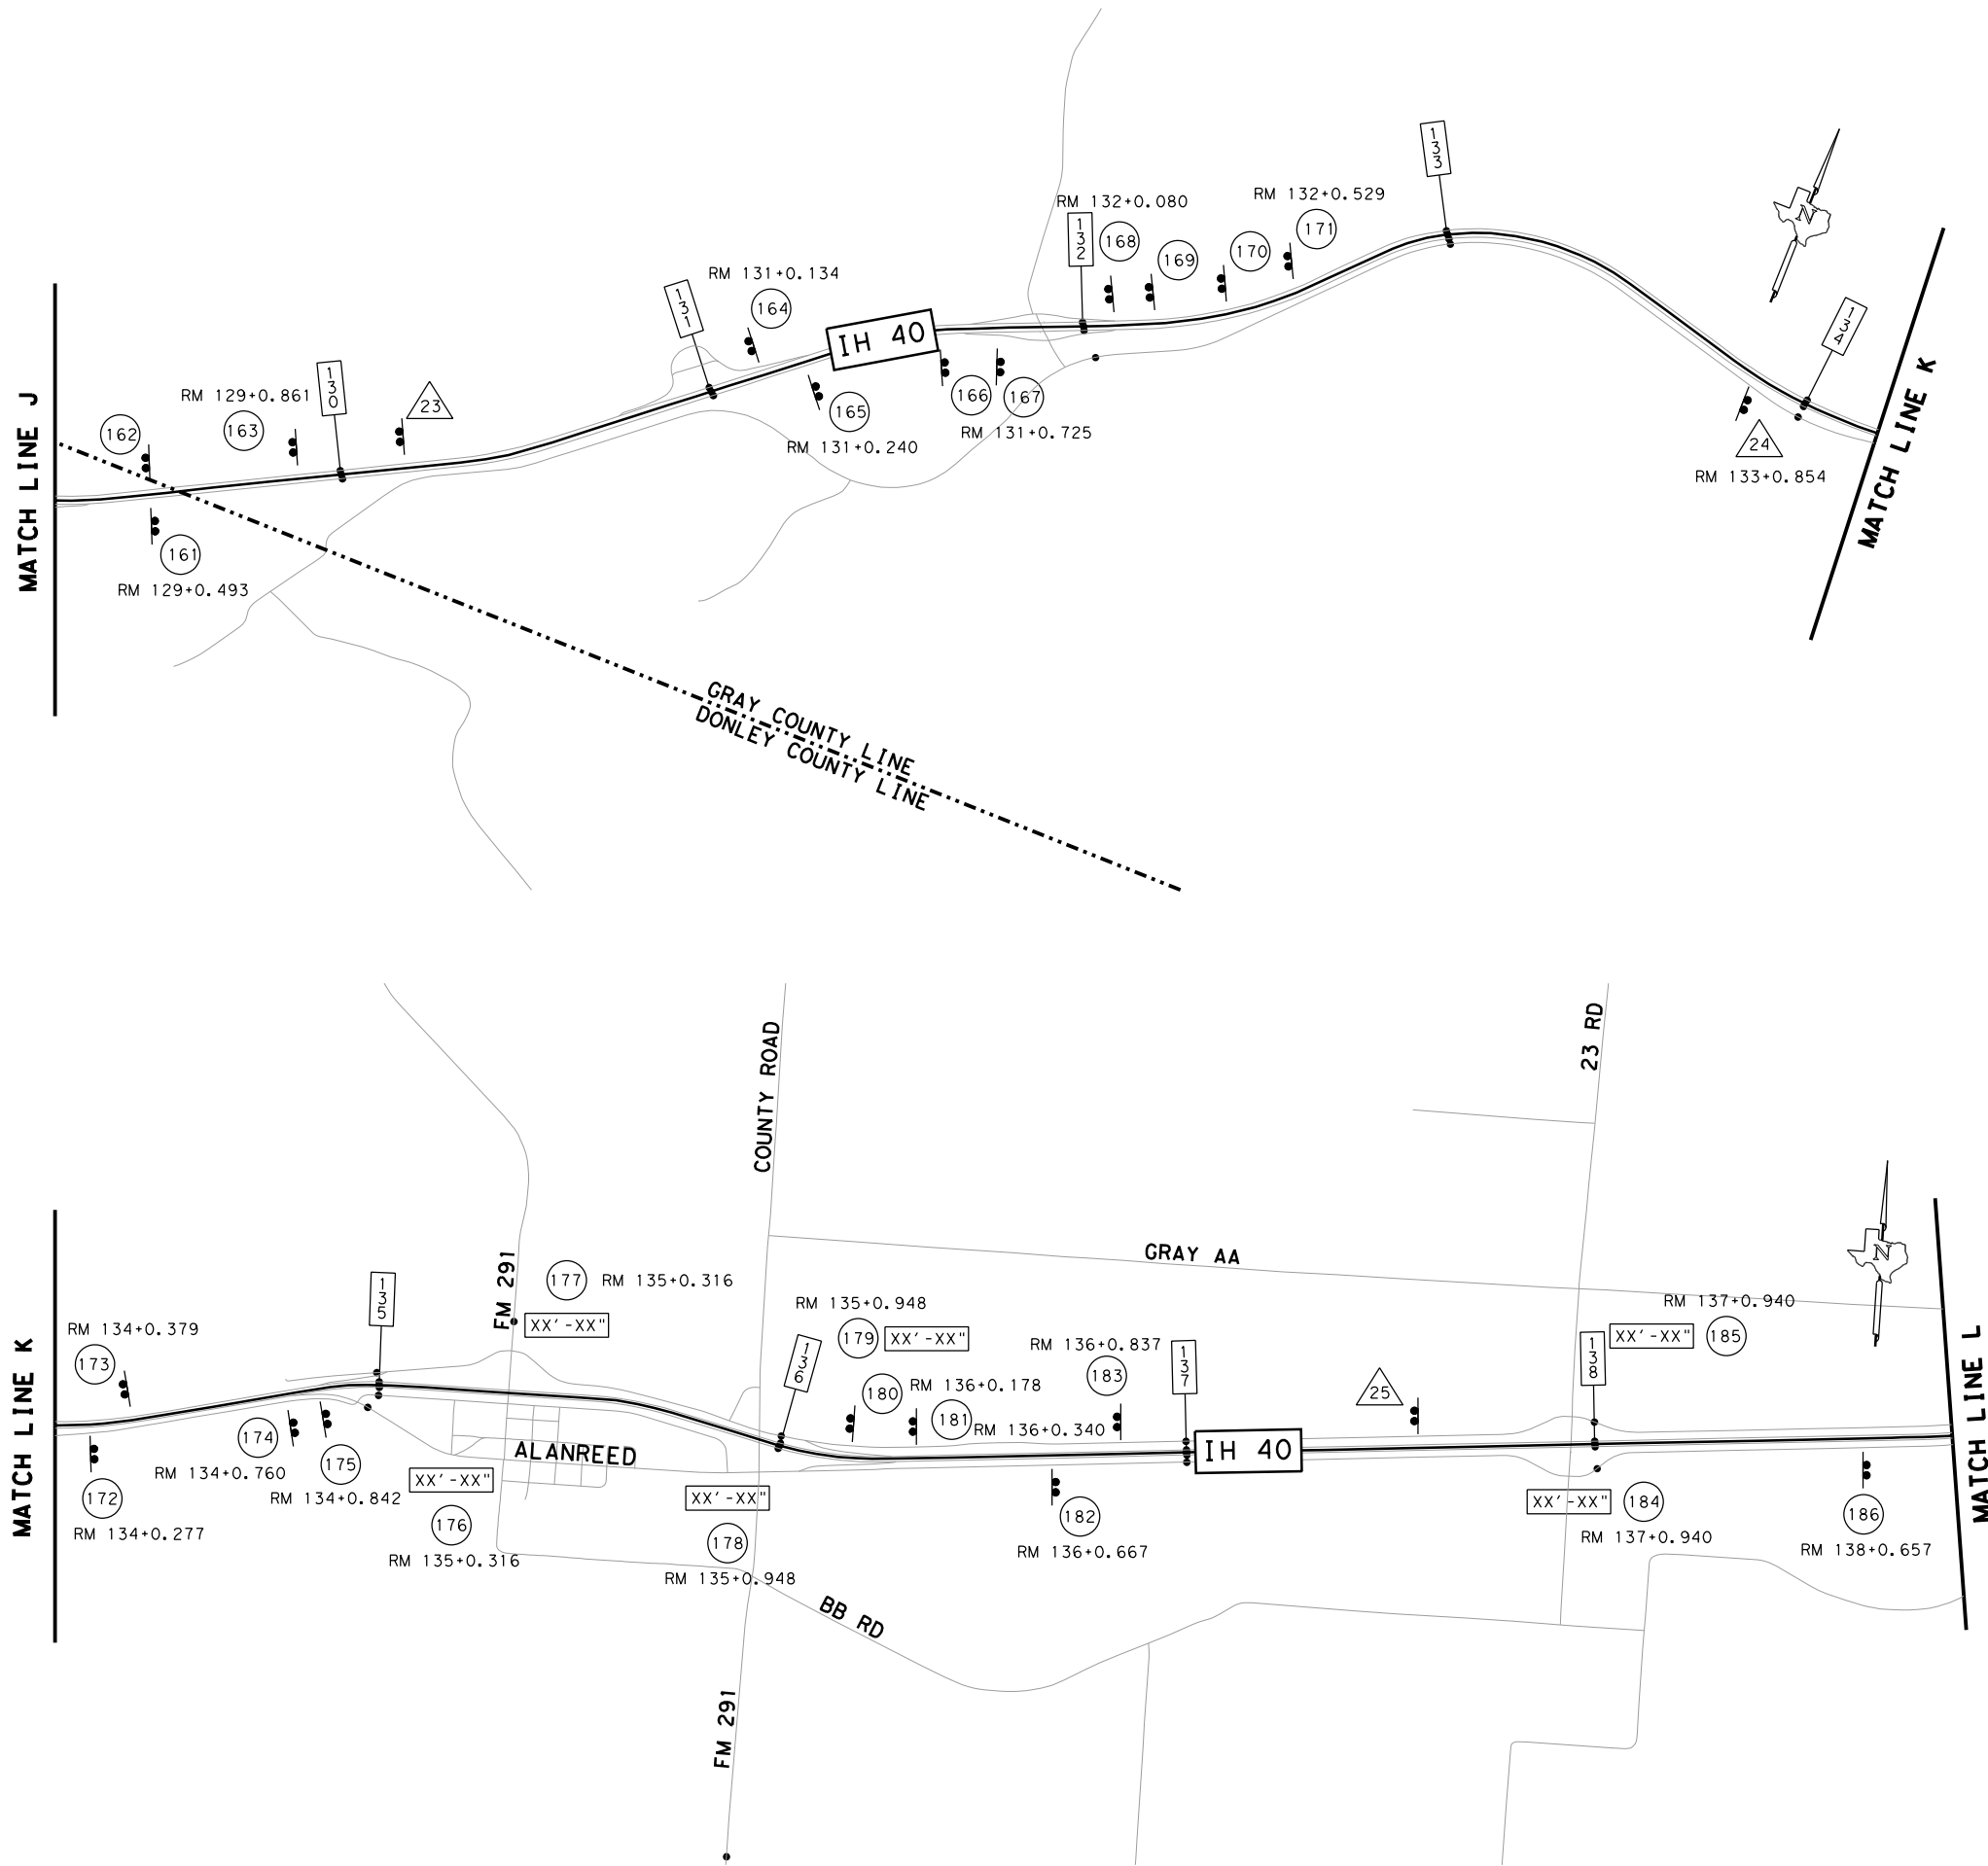 133
RM 132+0.529
171
RM 132+0.080
132
168
169
170
N
RM 131+0.134
131
164
IH 40
134
MATCH LINE J
162
RM 129+0.861
163
130
23
165
RM 131+0.240
166
167
RM 131+0.725
24
RM 133+0.854
MATCH LINE K
161
RM 129+0.493
GRAY COUNTY LINE
DONLEY COUNTY LINE
COUNTY ROAD
23 RD
GRAY AA
N
FM 291
177
RM 135+0.316
XX'-XX"
135
RM 134+0.379
173
MATCH LINE K
RM 135+0.948
179
XX'-XX"
136
RM 136+0.837
183
137
RM 137+0.940
XX'-XX"
185
138
180
RM 136+0.178
181
RM 136+0.340
25
IH 40
MATCH LINE L
174
RM 134+0.760
175
RM 134+0.842
172
RM 134+0.277
ALANREED
XX'-XX"
176
RM 135+0.316
XX'-XX"
178
RM 135+0.948
182
RM 136+0.667
XX'-XX"
184
RM 137+0.940
186
RM 138+0.657
BB RD
FM 291